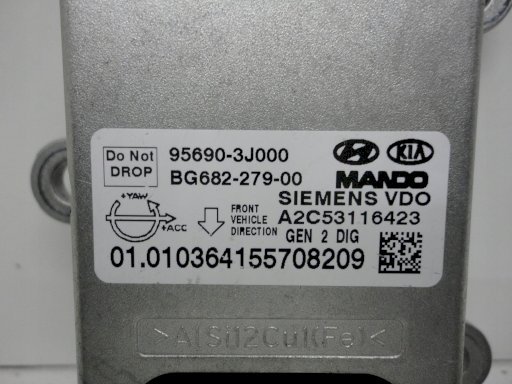 Do Not
DROP
95690-3J000
BG682-279-00
KIA
MANDO
SIEMENS VDO
A2C53116423
GEN 2 DIG
+YAW
+ACC
FRONT
VEHICLE
DIRECTION
01.010364155708209
>AlSi12Cu1(Fe)<